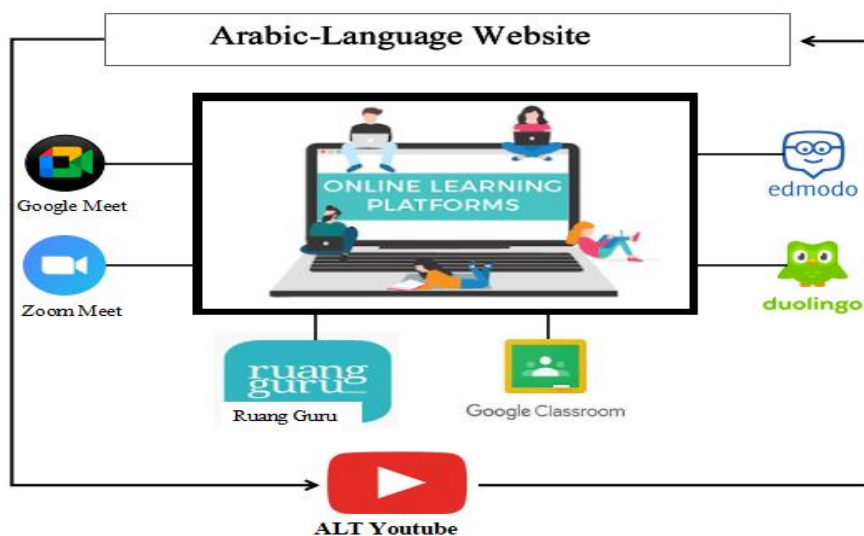 Arabic-Language Website
Google Meet
Zoom Meet
ONLINE LEARNING
PLATFORMS
edmodo
duolingo
ruang
guru
Ruang Guru
Google Classroom
ALT Youtube